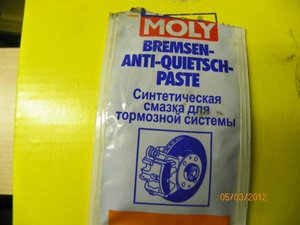 MOLY
BREMSEN-
ANTI-QUIETSCH-
PASTE
Синтетическая
смазка для
тормозной системы
05/03/2012